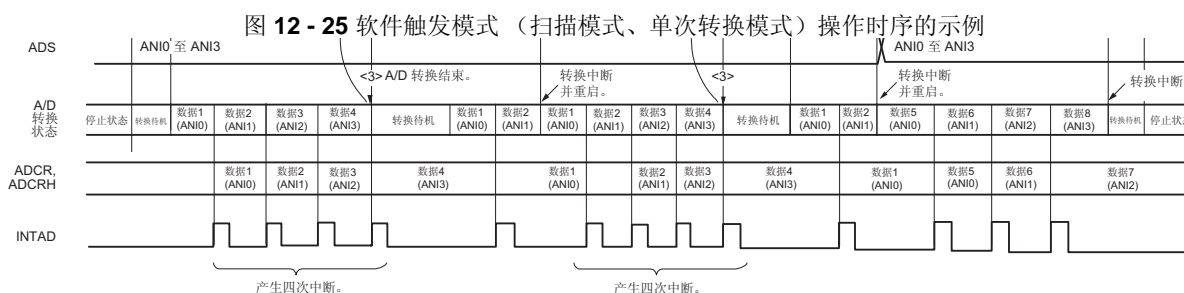 图 12 - 25 软件触发模式 （扫描模式、单次转换模式）操作时序的示例
ADS
ANI0 至 ANI3
ANI0 至 ANI3
<3> A/D 转换结束。
转换中断
并重启。
<3>
转换中断
并重启。
转换中断
A/D
转换
状态
停止状态
转换待机
数据1
(ANI0)
数据2
(ANI1)
数据3
(ANI2)
数据4
(ANI3)
转换待机
数据1
(ANI0)
数据2
(ANI1)
数据1
(ANI0)
数据2
(ANI1)
数据3
(ANI2)
数据4
(ANI3)
转换待机
数据1
(ANI0)
数据2
(ANI1)
数据5
(ANI0)
数据6
(ANI1)
数据7
(ANI2)
数据8
(ANI3)
转换待机
停止状
ADCR,
ADCRH
数据1
(ANI0)
数据2
(ANI1)
数据3
(ANI2)
数据4
(ANI3)
数据1
(ANI0)
数据2
(ANI1)
数据3
(ANI2)
数据4
(ANI3)
数据1
(ANI0)
数据5
(ANI0)
数据6
(ANI1)
数据7
(ANI2)
INTAD
产生四次中断。
产生四次中断。